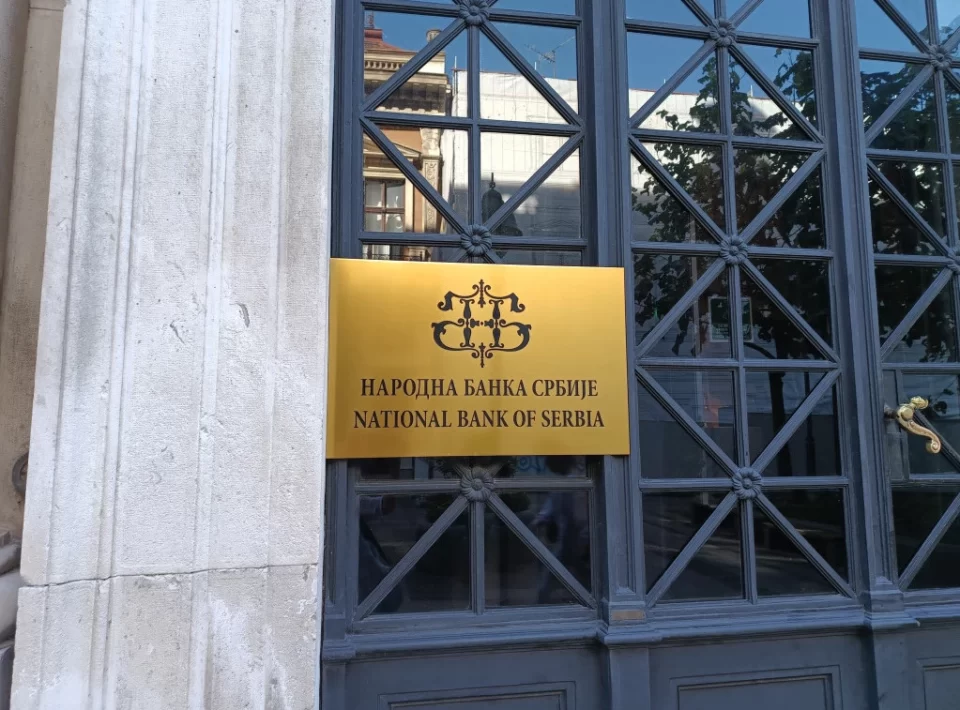 НАРОДНА БАНКА СРБИЈЕ
NATIONAL BANK OF SERBIA